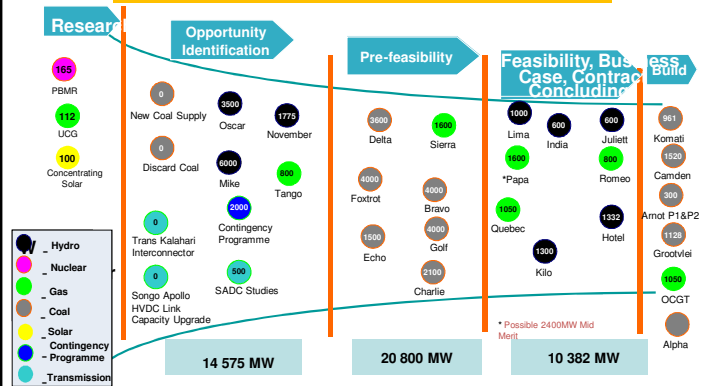 Research
Opportunity
Identification
Pre-feasibility
Feasibility, Business
Case, Contract
Concluding
Build
165
PBMR
112
UCG
100
Concentrating
Solar
0
New Coal Supply
3500
Oscar
1775
November
0
Discard Coal
6000
Mike
800
Tango
2000
Contingency
Programme
0
Trans Kalahari
Interconnector
0
Songo Apollo
HVDC Link
Capacity Upgrade
500
SADC Studies
3600
Delta
1600
Sierra
4000
Foxtrot
4000
Bravo
1500
Echo
4000
Golf
2100
Charlie
1000
Lima
600
India
600
Juliett
1600
*Papa
800
Romeo
1050
Quebec
1332
Hotel
1300
Kilo
* Possible 2400MW Mid
Merit
961
Komati
1520
Camden
300
Arnot P1&P2
1128
Grootvlei
1050
OCGT
Alpha
_ Hydro
_ Nuclear
_ Gas
_ Coal
_ Solar
_ Contingency
Programme
_Transmission
14 575 MW
20 800 MW
10 382 MW